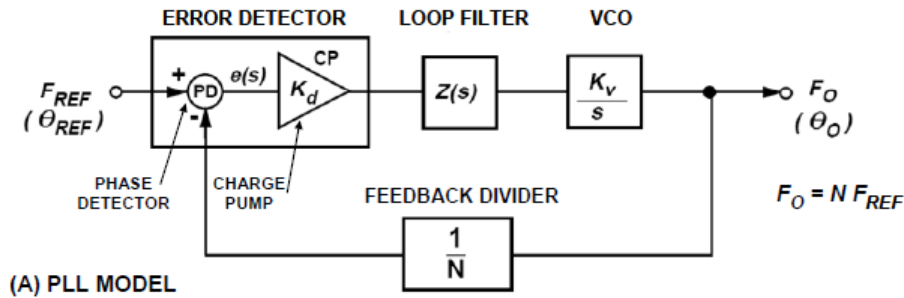 ERROR DETECTOR
LOOP FILTER
VCO
CP
+
e(s)
PD
-
K_d
Z(s)
K_v
s
F_REF
(θ_REF)
F_O
(θ_O)
PHASE
DETECTOR
CHARGE
PUMP
FEEDBACK DIVIDER
1
N
F_O = N F_REF
(A) PLL MODEL